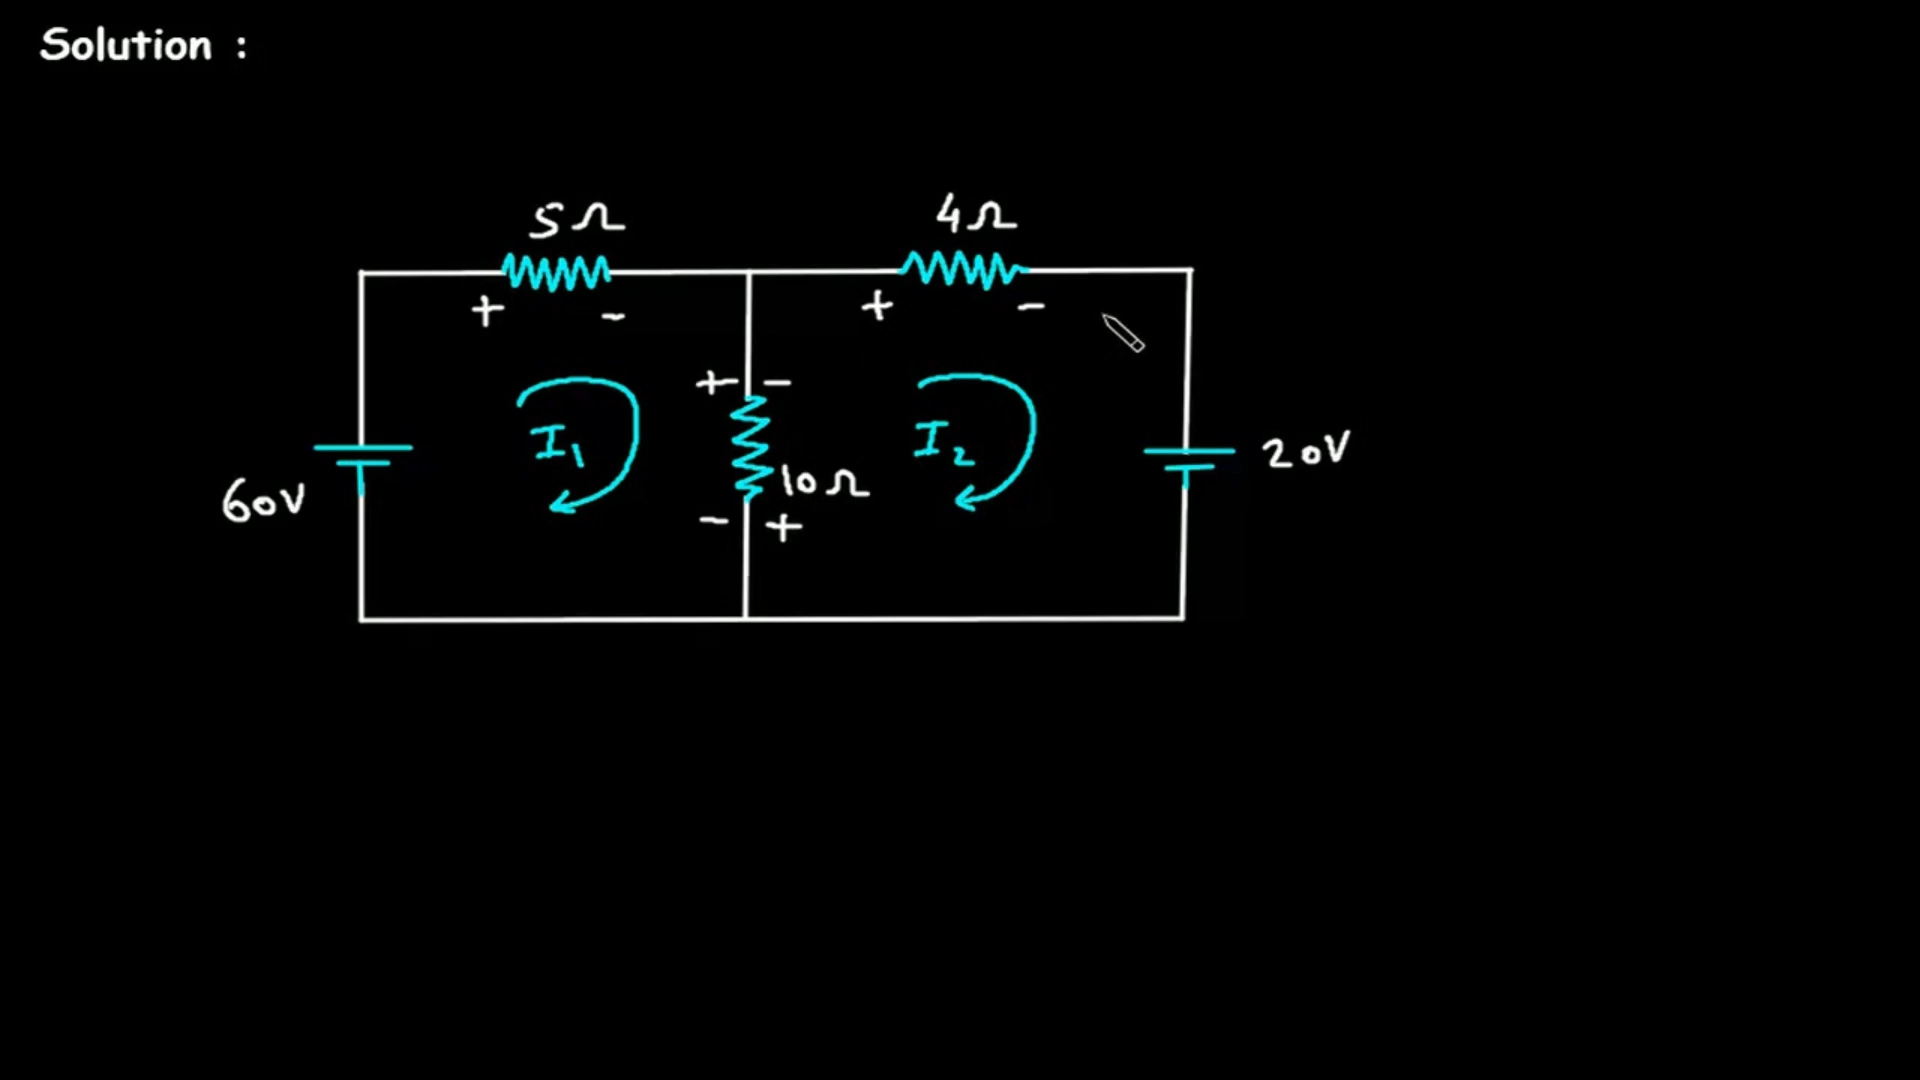 Solution :
5Ω 4Ω
+ - + -
+ - 
I1 I2
60V 10Ω 20V
- +